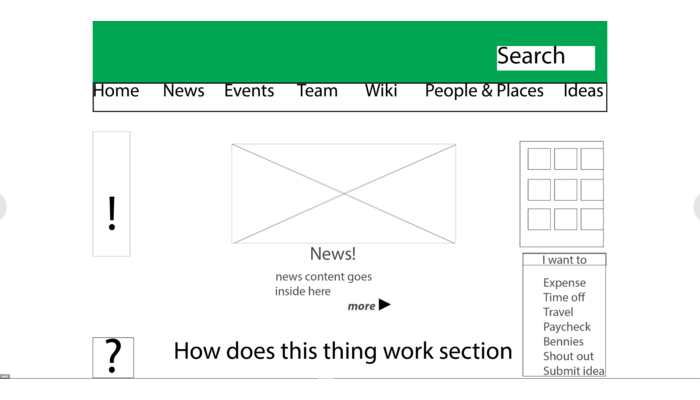 Search
Home News Events Team Wiki People & Places Ideas
!
News!
news content goes
inside here
more
I want to
Expense
Time off
Travel
Paycheck
Bennies
Shout out
Submit idea
?
How does this thing work section